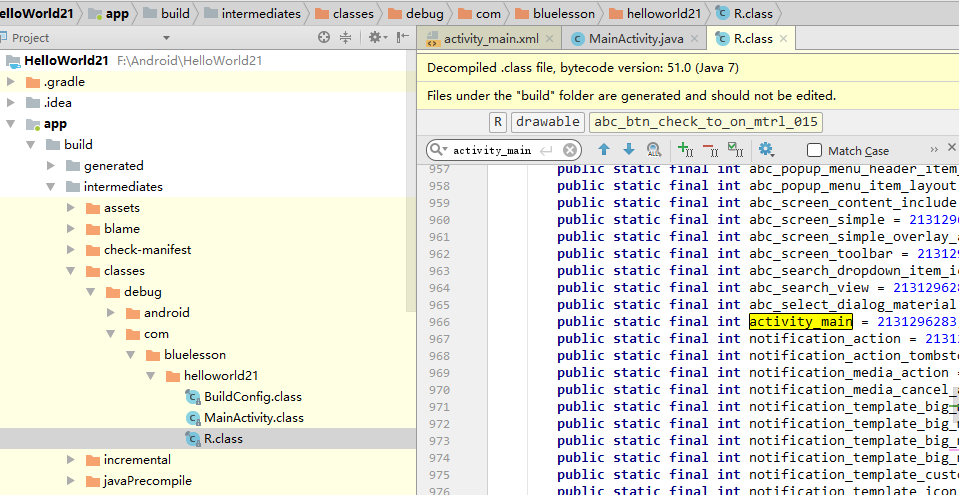 elloWorld21 app build intermediates classes debug com bluelesson helloworld21 R.class
Project
activity_main.xml MainActivity.java R.class
HelloWorld21 F:\Android\HelloWorld21
.gradle
.idea
app
build
generated
intermediates
assets
blame
check-manifest
classes
debug
android
com
bluelesson
helloworld21
BuildConfig.class
MainActivity.class
R.class
incremental
javaPrecompile
Decompiled .class file, bytecode version: 51.0 (Java 7)
Files under the "build" folder are generated and should not be edited.
R drawable abc_btn_check_to_on_mtrl_015
activity_main Match Case
957 public static final int abc_popup_menu_header_item_
958 public static final int abc_popup_menu_item_layout
959 public static final int abc_screen_content_include
960 public static final int abc_screen_simple = 2131296
961 public static final int abc_screen_simple_overlay_a
962 public static final int abc_screen_toolbar = 213129
963 public static final int abc_search_dropdown_item_ic
964 public static final int abc_search_view = 213129628
965 public static final int abc_select_dialog_material
966 public static final int activity_main = 2131296283
967 public static final int notification_action = 21312
968 public static final int notification_action_tombsto
969 public static final int notification_media_action =
970 public static final int notification_media_cancel_a
971 public static final int notification_template_big_m
972 public static final int notification_template_big_m
973 public static final int notification_template_big_m
974 public static final int notification_template_big_m
975 public static final int notification_template_custo
976 public static final int notification_template_icon